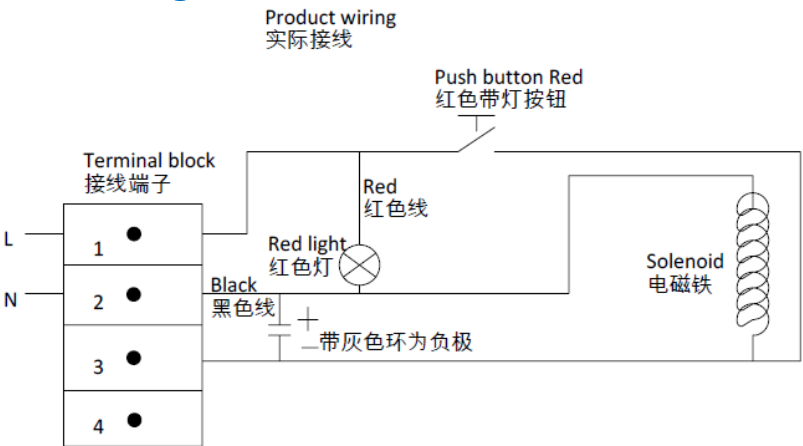 Product wiring
实际接线
Push button Red
红色带灯按钮
Terminal block
接线端子
Red
红色线
L
1
Red light
红色灯
Solenoid
电磁铁
Black
黑色线
N
2
+
—带灰色环为负极
3
4